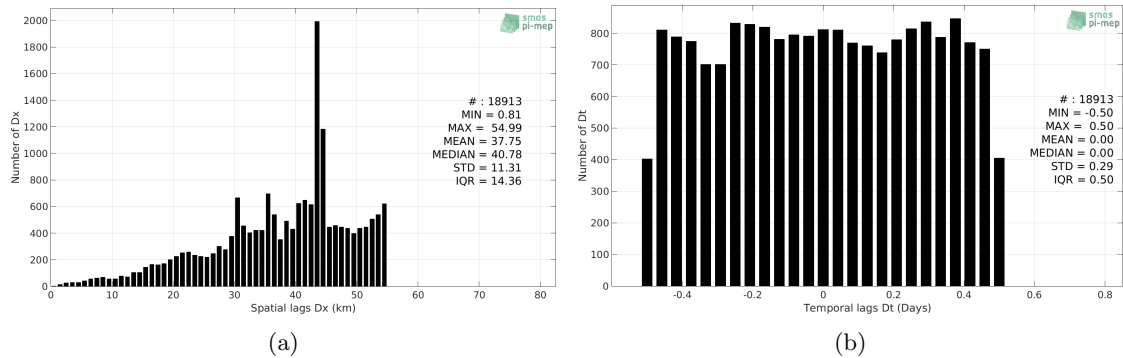 smos
pi-mep
2000
1800
1600
1400
1200
1000
800
600
400
200
0
Number of Dx
# : 18913
MIN = 0.81
MAX = 54.99
MEAN = 37.75
MEDIAN = 40.78
STD = 11.31
IQR = 14.36
0 10 20 30 40 50 60 70 80
Spatial lags Dx (km)
(a)
smos
pi-mep
800
700
600
500
400
300
200
100
0
Number of Dt
# : 18913
MIN = -0.50
MAX = 0.50
MEAN = 0.00
MEDIAN = 0.00
STD = 0.29
IQR = 0.50
-0.4 -0.2 0 0.2 0.4 0.6 0.8
Temporal lags Dt (Days)
(b)